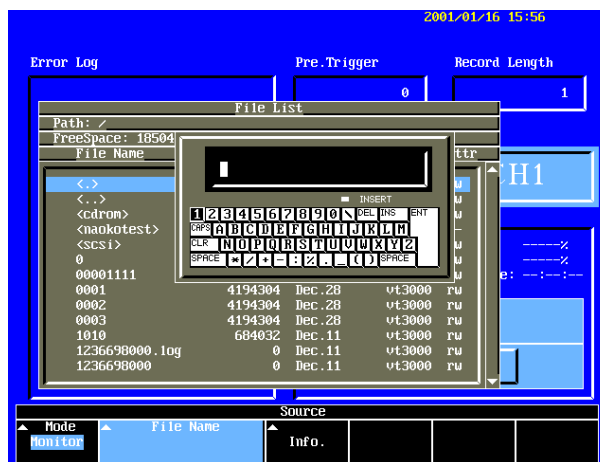 2001/01/16 15:56
Error Log Pre.Trigger Record Length
0 1
File List
Path: /
FreeSpace: 18504
File Name ttr
CH1
<.> w
<..> w
INSERT
<cdrom> 1 2 3 4 5 6 7 8 9 0 \ DEL INS ENT w
<naokotest> CAPS A B C D E F G H I J K L M -
<scsi> CLR N O P Q R S T U V W X Y Z w -----%
0 SPACE * / + - : % . _ ( ) SPACE w -----%
00001111 w e: --:--:--
0001 4194304 Dec.28 vt3000 rw
0002 4194304 Dec.28 vt3000 rw
0003 4194304 Dec.28 vt3000 rw
1010 684032 Dec.11 vt3000 rw
1236698000.log 0 Dec.11 vt3000 rw
1236698000 0 Dec.11 vt3000 rw
Source
Mode File Name
Monitor Info.